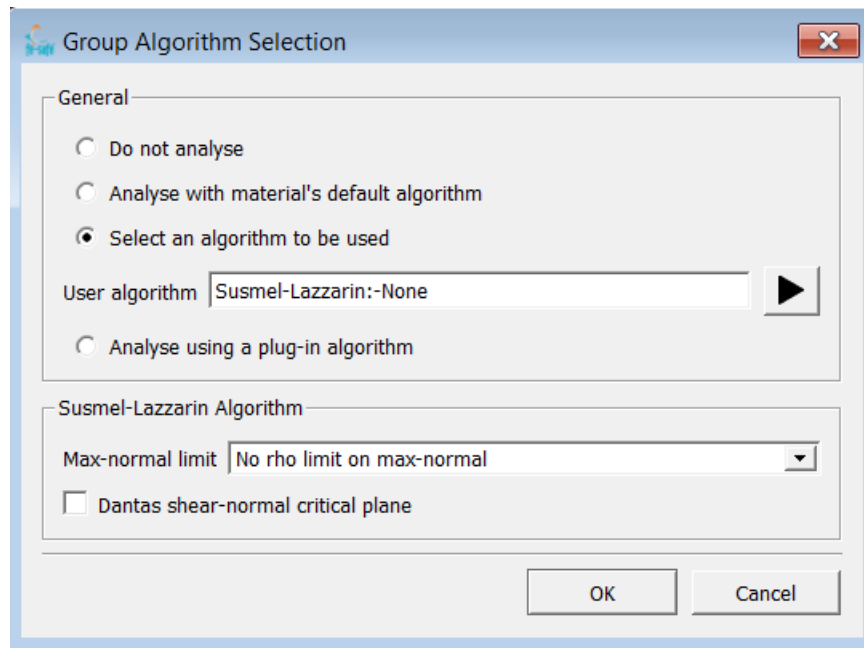 Group Algorithm Selection
General
Do not analyse
Analyse with material's default algorithm
Select an algorithm to be used
User algorithm Susmel-Lazzarin:-None
Analyse using a plug-in algorithm
Susmel-Lazzarin Algorithm
Max-normal limit No rho limit on max-normal
Dantas shear-normal critical plane
OK Cancel